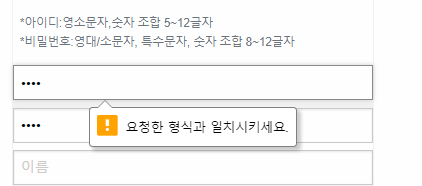 *아이디:영소문자,숫자 조합 5~12글자
*비밀번호:영대/소문자, 특수문자, 숫자 조합 8~12글자
••••
••••
요청한 형식과 일치시키세요.
이름